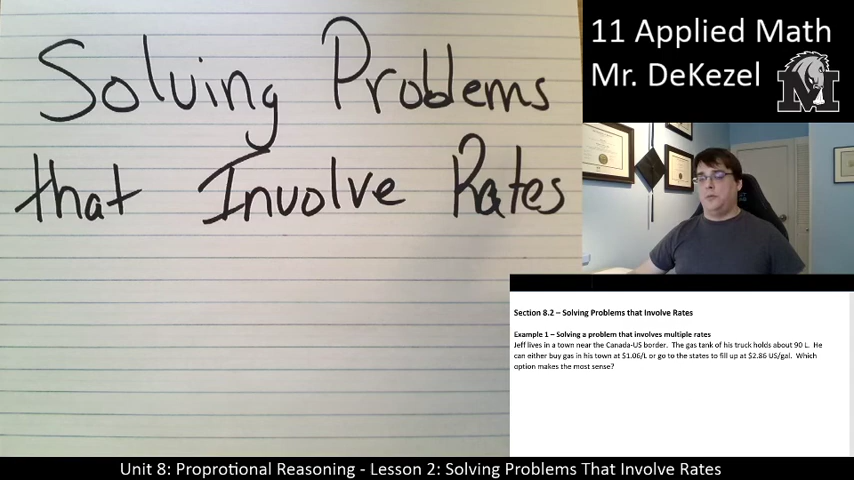 Solving Problems
that Involve Rates
11 Applied Math
Mr. DeKezel
M
Section 8.2 – Solving Problems that Involve Rates
Example 1 – Solving a problem that involves multiple rates
Jeff lives in a town near the Canada-US border.  The gas tank of his truck holds about 90 L.  He
can either buy gas in his town at $1.06/L or go to the states to fill up at $2.86 US/gal.  Which
option makes the most sense?
Unit 8: Proprotional Reasoning - Lesson 2: Solving Problems That Involve Rates